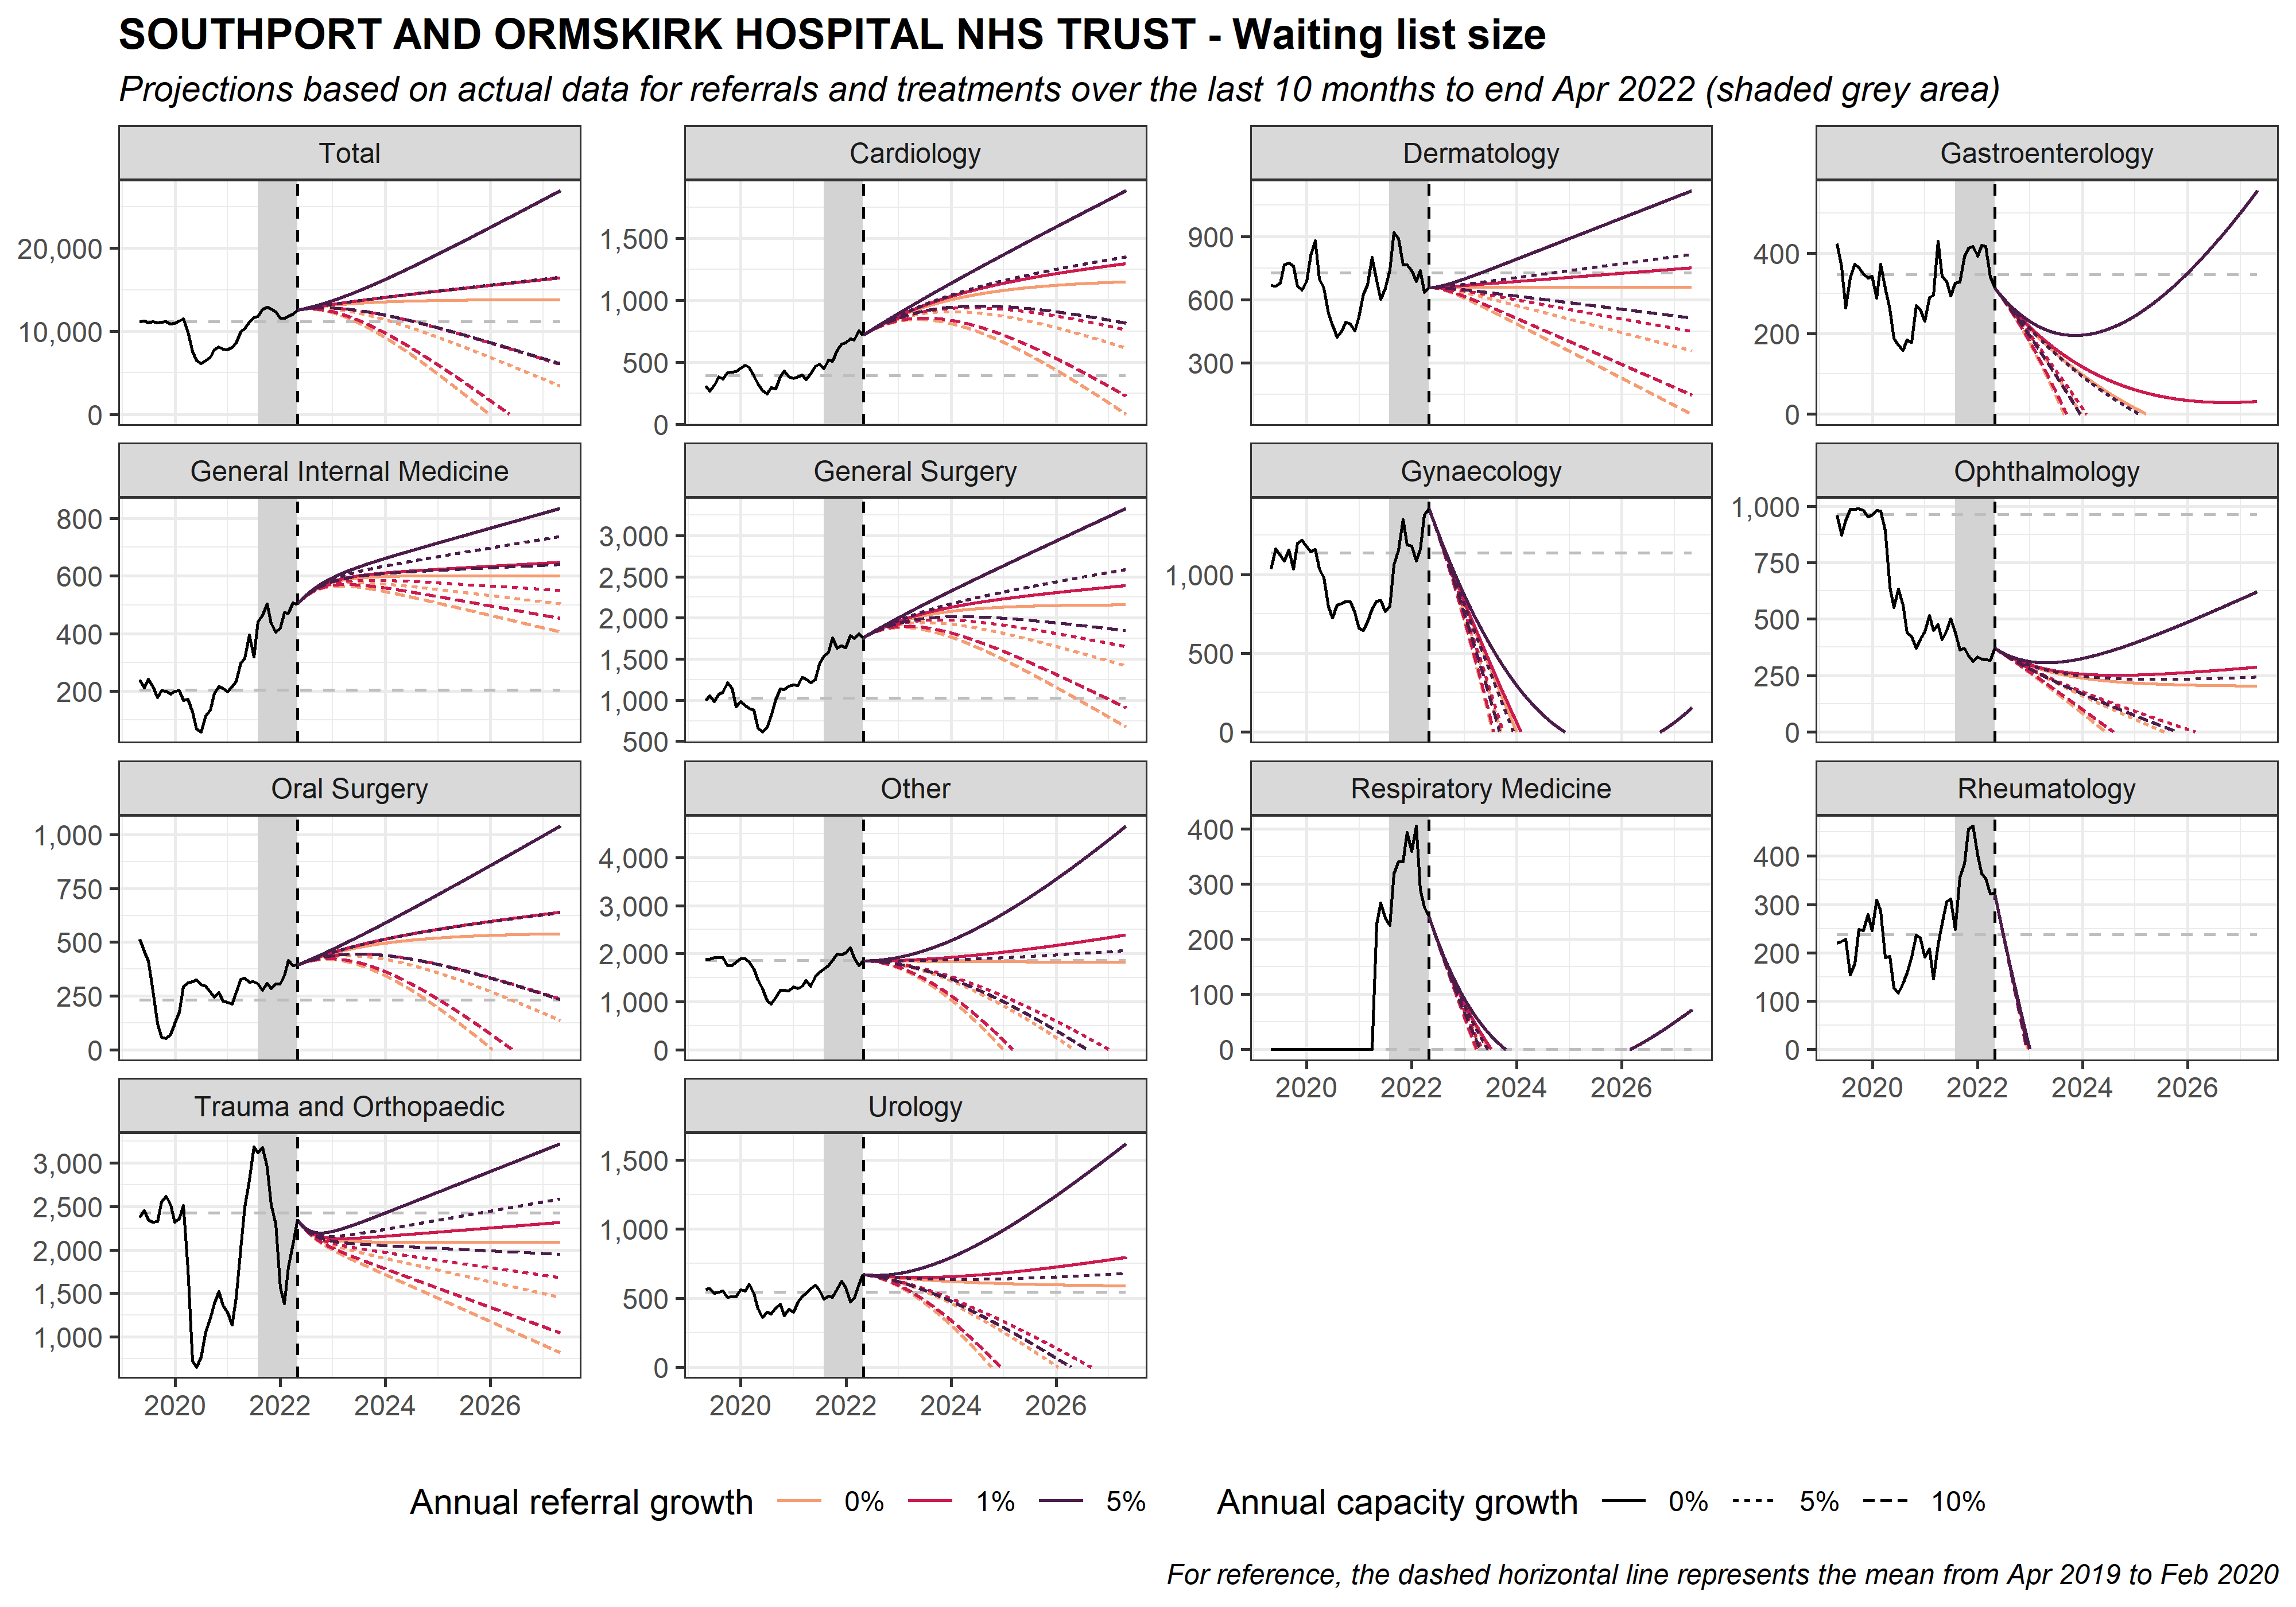 SOUTHPORT AND ORMSKIRK HOSPITAL NHS TRUST - Waiting list size
Projections based on actual data for referrals and treatments over the last 10 months to end Apr 2022 (shaded grey area)
Total
20,000
10,000
0
Cardiology
1,500
1,000
500
0
Dermatology
900
600
300
Gastroenterology
400
200
0
General Internal Medicine
800
600
400
200
General Surgery
3,000
2,500
2,000
1,500
1,000
500
Gynaecology
1,000
500
0
Ophthalmology
1,000
750
500
250
0
Oral Surgery
1,000
750
500
250
0
Other
4,000
3,000
2,000
1,000
0
Respiratory Medicine
400
300
200
100
0
2020 2022 2024 2026
Rheumatology
400
300
200
100
0
2020 2022 2024 2026
Trauma and Orthopaedic
3,000
2,500
2,000
1,500
1,000
2020 2022 2024 2026
Urology
1,500
1,000
500
0
2020 2022 2024 2026
Annual referral growth 0% 1% 5%
Annual capacity growth 0% 5% 10%
For reference, the dashed horizontal line represents the mean from Apr 2019 to Feb 2020